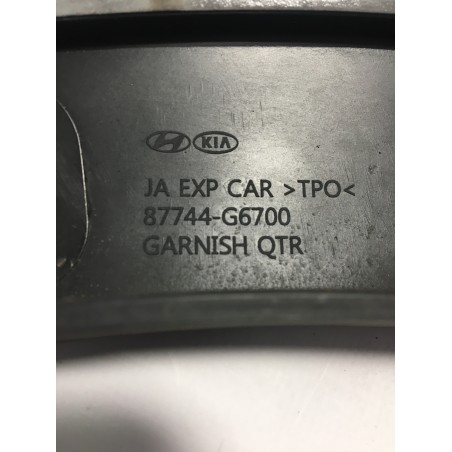 KIA
JA EXP CAR >TPO<
87744-G6700
GARNISH QTR